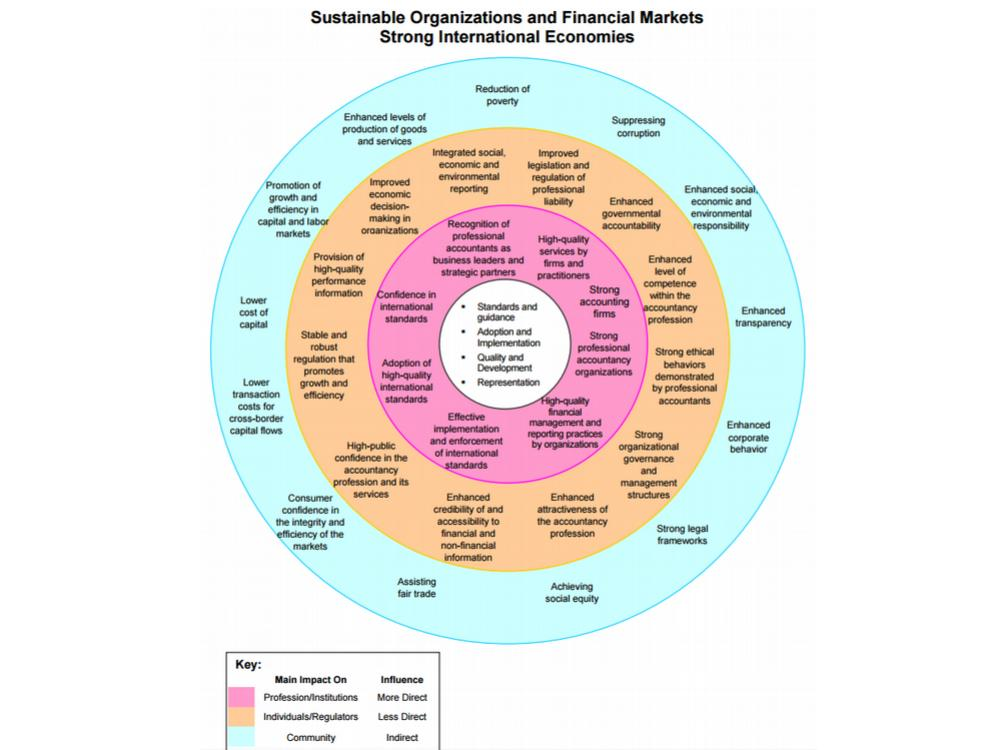 Sustainable Organizations and Financial Markets
Strong International Economies
Reduction of
poverty
Suppressing
corruption
Enhanced social,
economic and
environmental
responsibility
Enhanced
transparency
Enhanced
corporate
behavior
Strong legal
frameworks
Achieving
social equity
Assisting
fair trade
Consumer
confidence in
the integrity and
efficiency of the
markets
Lower
transaction
costs for
cross-border
capital flows
Lower
cost of
capital
Promotion of
growth and
efficiency in
capital and labor
markets
Enhanced levels of
production of goods
and services
Integrated social,
economic and
environmental
reporting
Improved
legislation and
regulation of
professional
liability
Enhanced
governmental
accountability
Enhanced
level of
competence
within the
accountancy
profession
Strong ethical
behaviors
demonstrated
by professional
accountants
Strong
organizational
governance
and
management
structures
Enhanced
attractiveness of
the accountancy
profession
Enhanced
credibility of and
accessibility to
financial and
non-financial
information
High-public
confidence in the
accountancy
profession and its
services
Stable and
robust
regulation that
promotes
growth and
efficiency
Provision of
high-quality
performance
information
Improved
economic
decision-
making in
organizations
Recognition of
professional
accountants as
business leaders and
strategic partners
High-quality
services by
firms and
practitioners
Strong
accounting
firms
Strong
professional
accountancy
organizations
High-quality
financial
management and
reporting practices
by organizations
Effective
implementation
and enforcement
of international
standards
Adoption of
high-quality
international
standards
Confidence in
international
standards
• Standards and
guidance
• Adoption and
Implementation
• Quality and
Development
• Representation
Key:
Main Impact On Influence
Profession/Institutions More Direct
Individuals/Regulators Less Direct
Community Indirect